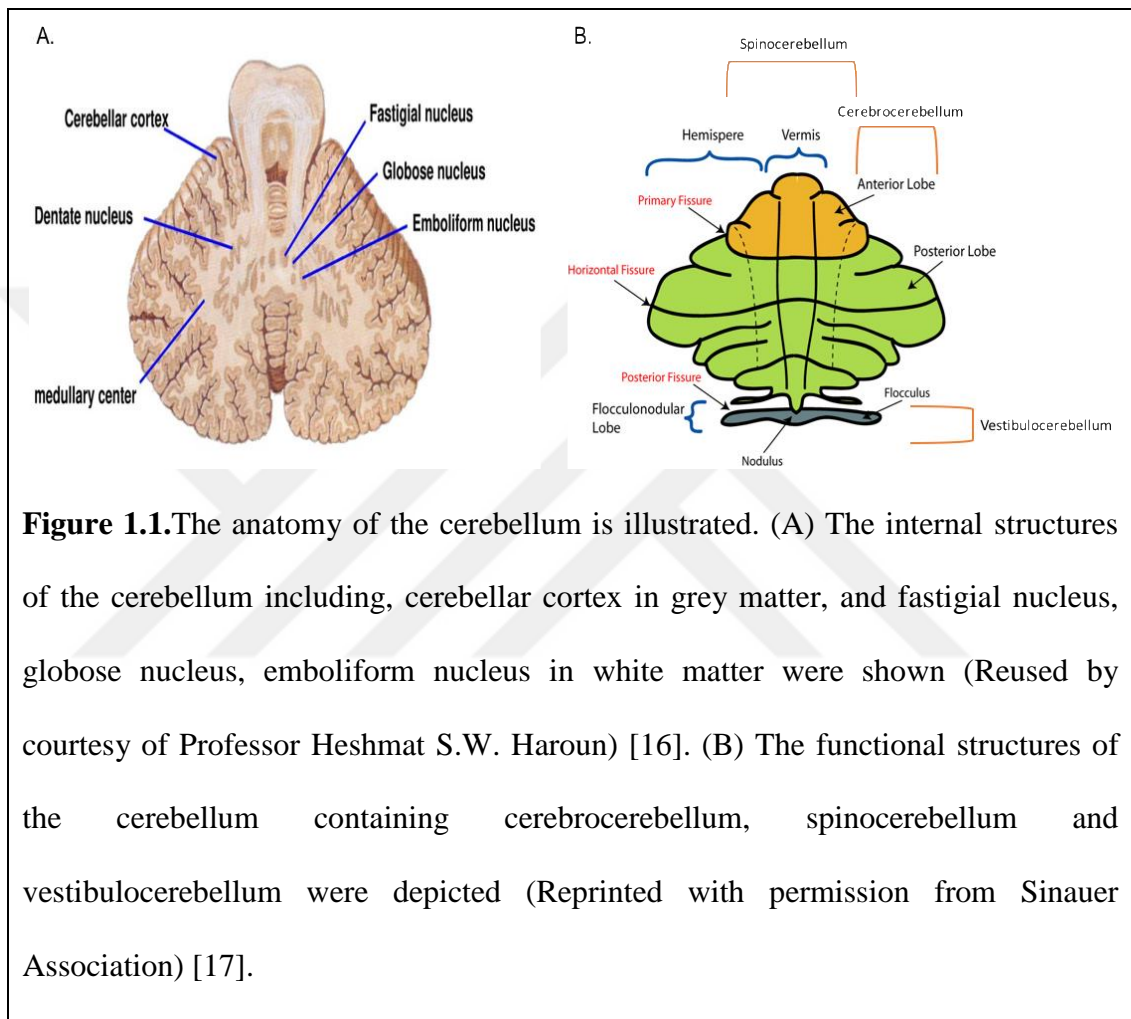 A.
Cerebellar cortex
Dentate nucleus
medullary center
Fastigial nucleus
Globose nucleus
Emboliform nucleus
B.
Spinocerebellum
Cerebrocerebellum
Hemispere
Vermis
Primary Fissure
Anterior Lobe
Horizontal Fissure
Posterior Lobe
Posterior Fissure
Flocculonodular
Lobe
Flocculus
Vestibulocerebellum
Nodulus
Figure 1.1.The anatomy of the cerebellum is illustrated. (A) The internal structures
of the cerebellum including, cerebellar cortex in grey matter, and fastigial nucleus,
globose nucleus, emboliform nucleus in white matter were shown (Reused by
courtesy of Professor Heshmat S.W. Haroun) [16]. (B) The functional structures of
the cerebellum containing cerebrocerebellum, spinocerebellum and
vestibulocerebellum were depicted (Reprinted with permission from Sinauer
Association) [17].